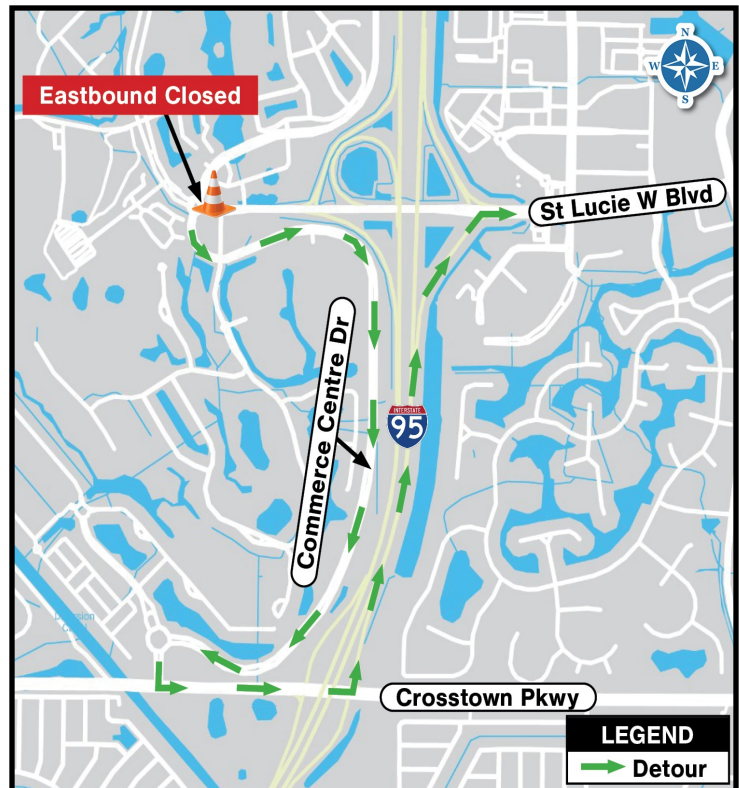 N
W E
S
Eastbound Closed
St Lucie W Blvd
Commerce Centre Dr
INTERSTATE
95
Crosstown Pkwy
LEGEND
Detour